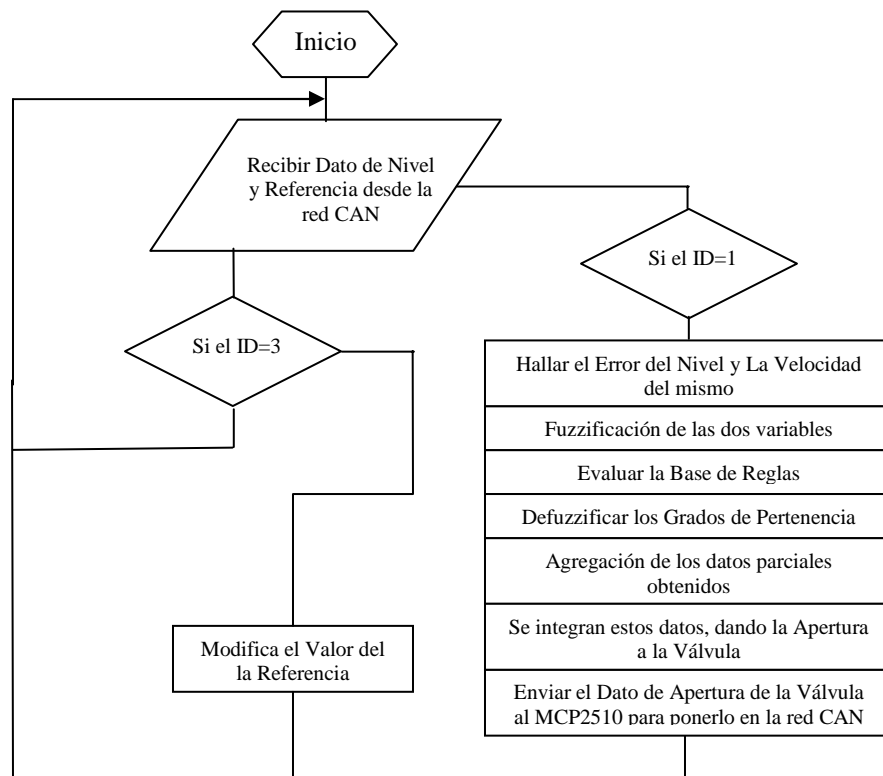 Inicio
Recibir Dato de Nivel
y Referencia desde la
red CAN
Si el ID=1
Si el ID=3
Hallar el Error del Nivel y La Velocidad
del mismo
Fuzzificación de las dos variables
Evaluar la Base de Reglas
Defuzzificar los Grados de Pertenencia
Agregación de los datos parciales
obtenidos
Se integran estos datos, dando la Apertura
a la Válvula
Enviar el Dato de Apertura de la Válvula
al MCP2510 para ponerlo en la red CAN
Modifica el Valor del
la Referencia